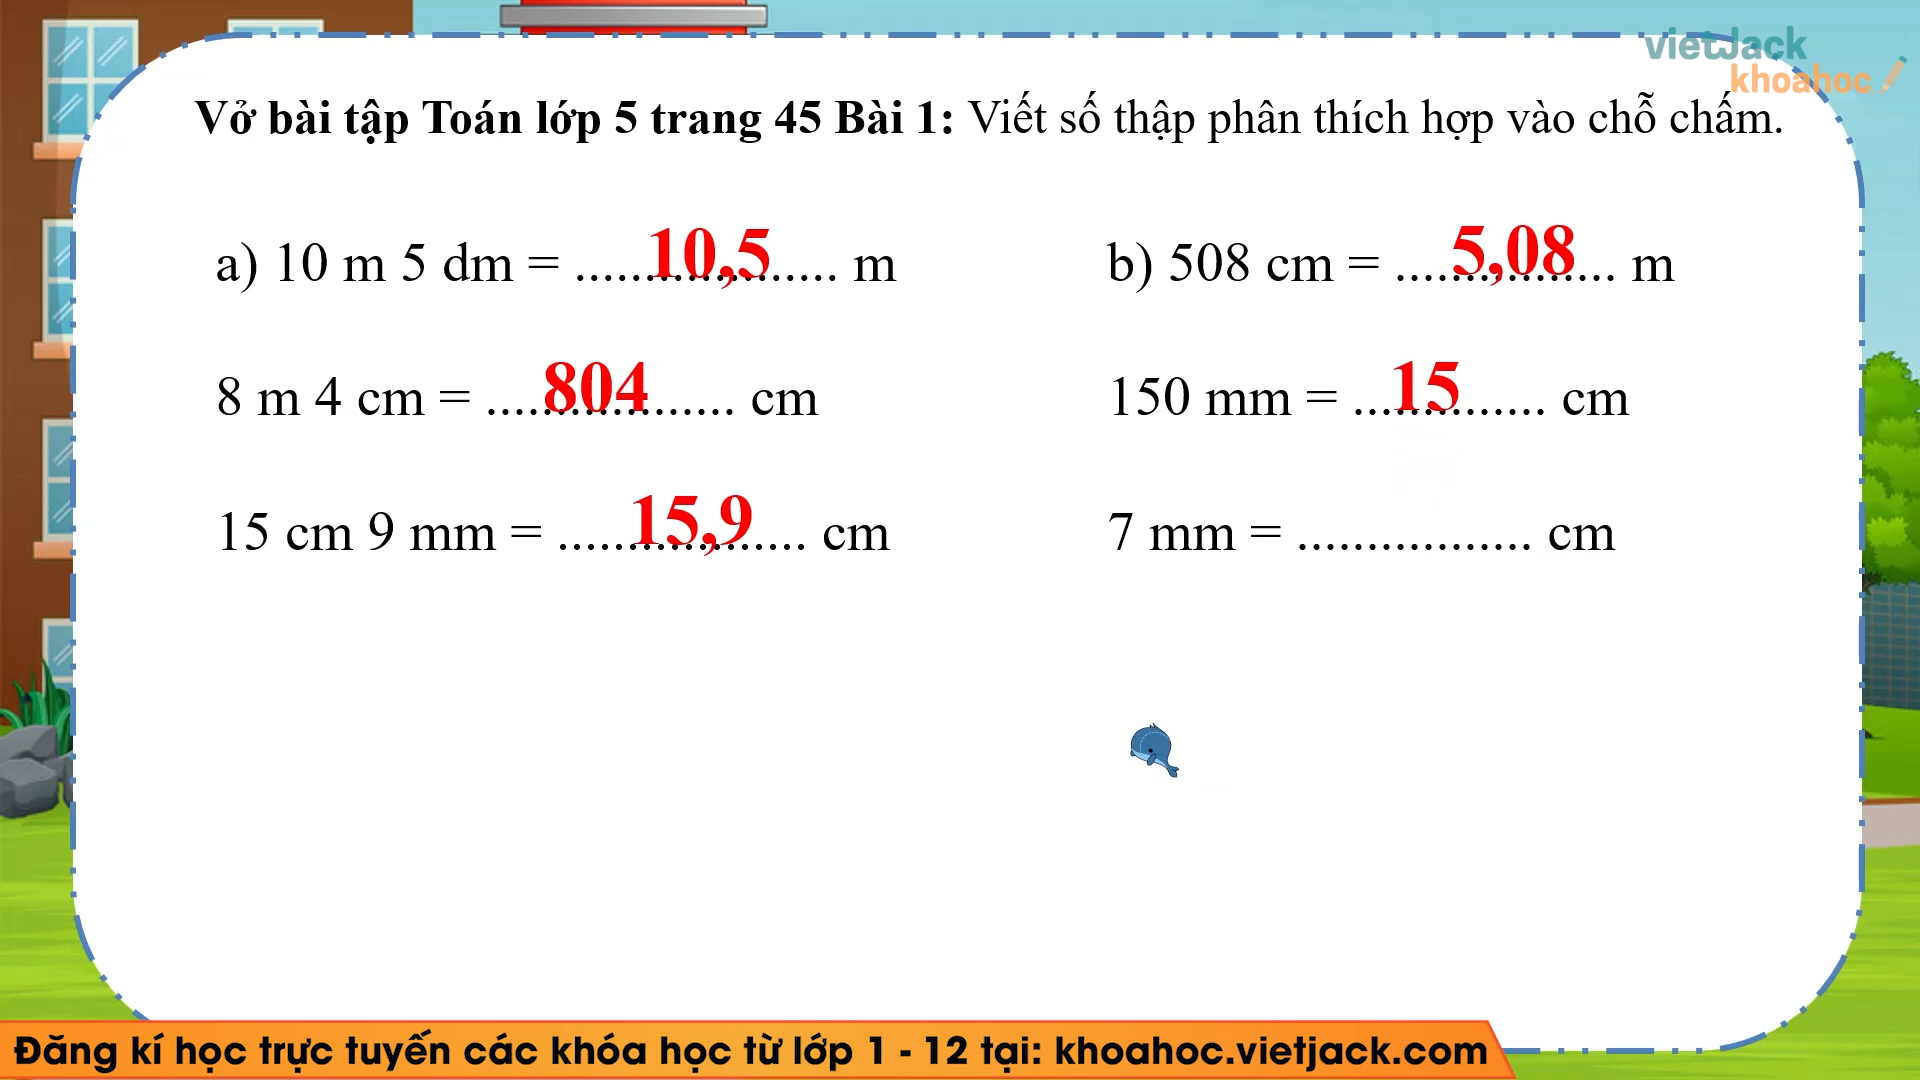 vietJack
khoahoc
Vở bài tập Toán lớp 5 trang 45 Bài 1: Viết số thập phân thích hợp vào chỗ chấm.
a) 10 m 5 dm = ......10,5...... m
b) 508 cm = ......5,08...... m
8 m 4 cm = ......804...... cm
150 mm = ......15...... cm
15 cm 9 mm = ......15,9...... cm
7 mm = ................. cm
Đăng kí học trực tuyến các khóa học từ lớp 1 - 12 tại: khoahoc.vietjack.com